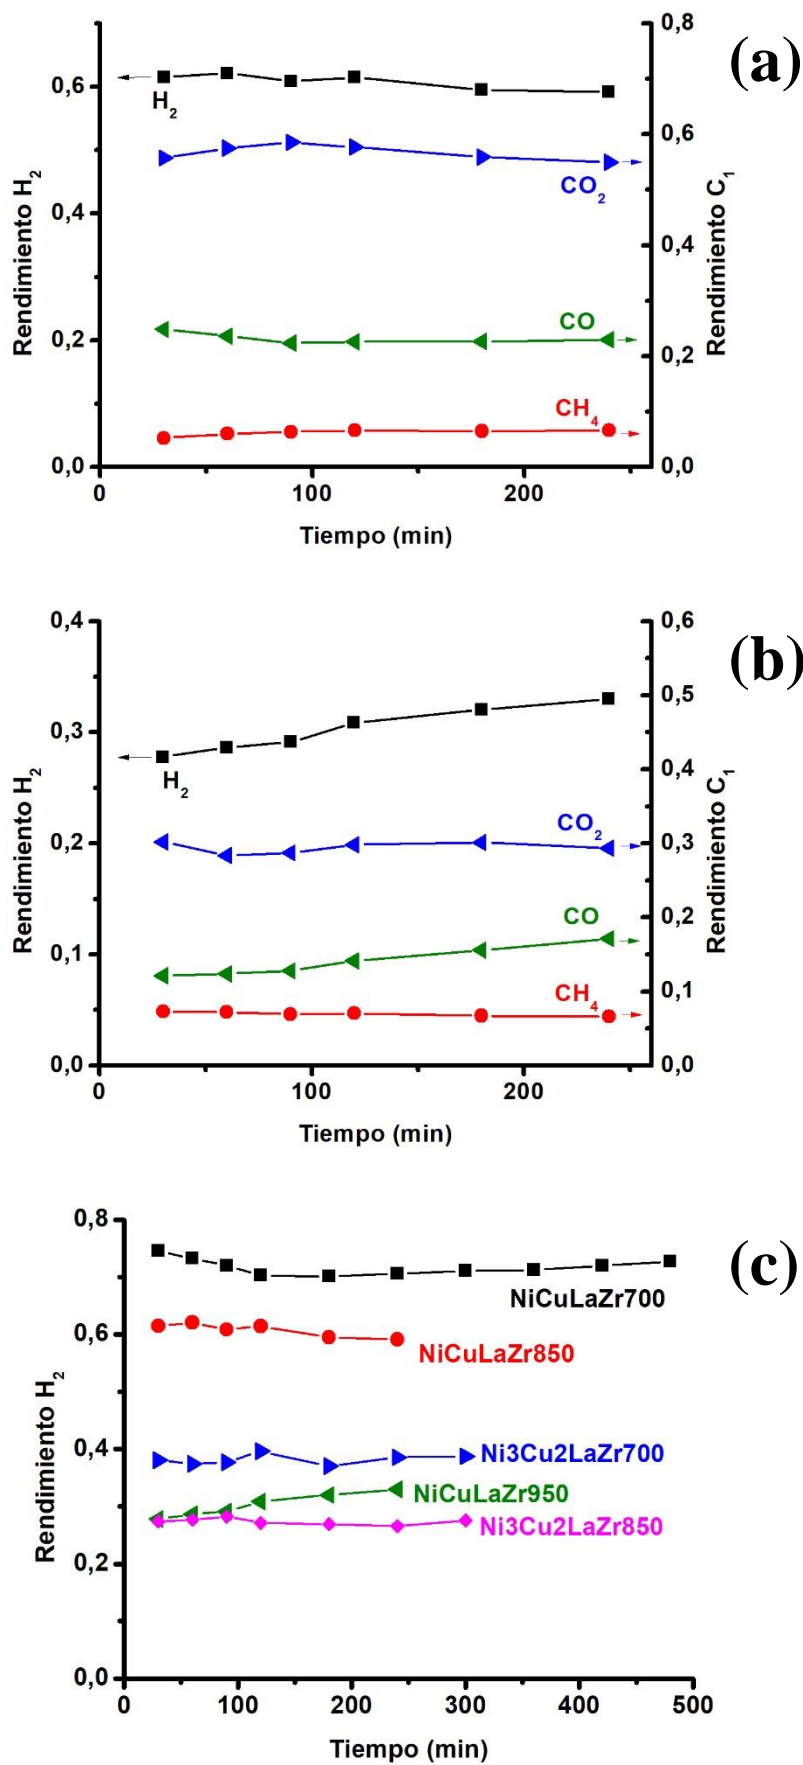 (a)
0,8
0,6
H₂
0,6
CO₂
0,4
0,4
Rendimiento H₂
Rendimiento C₁
CO
0,2
0,2
CH₄
0,0
0,0
0
100
200
Tiempo (min)
(b)
0,4
0,6
0,5
0,3
H₂
0,4
CO₂
0,2
0,3
Rendimiento H₂
Rendimiento C₁
CO
0,2
0,1
CH₄
0,1
0,0
0,0
0
100
200
Tiempo (min)
(c)
0,8
NiCuLaZr700
0,6
NiCuLaZr850
Rendimiento H₂
0,4
Ni3Cu2LaZr700
NiCuLaZr950
Ni3Cu2LaZr850
0,2
0,0
0
100
200
300
400
500
Tiempo (min)